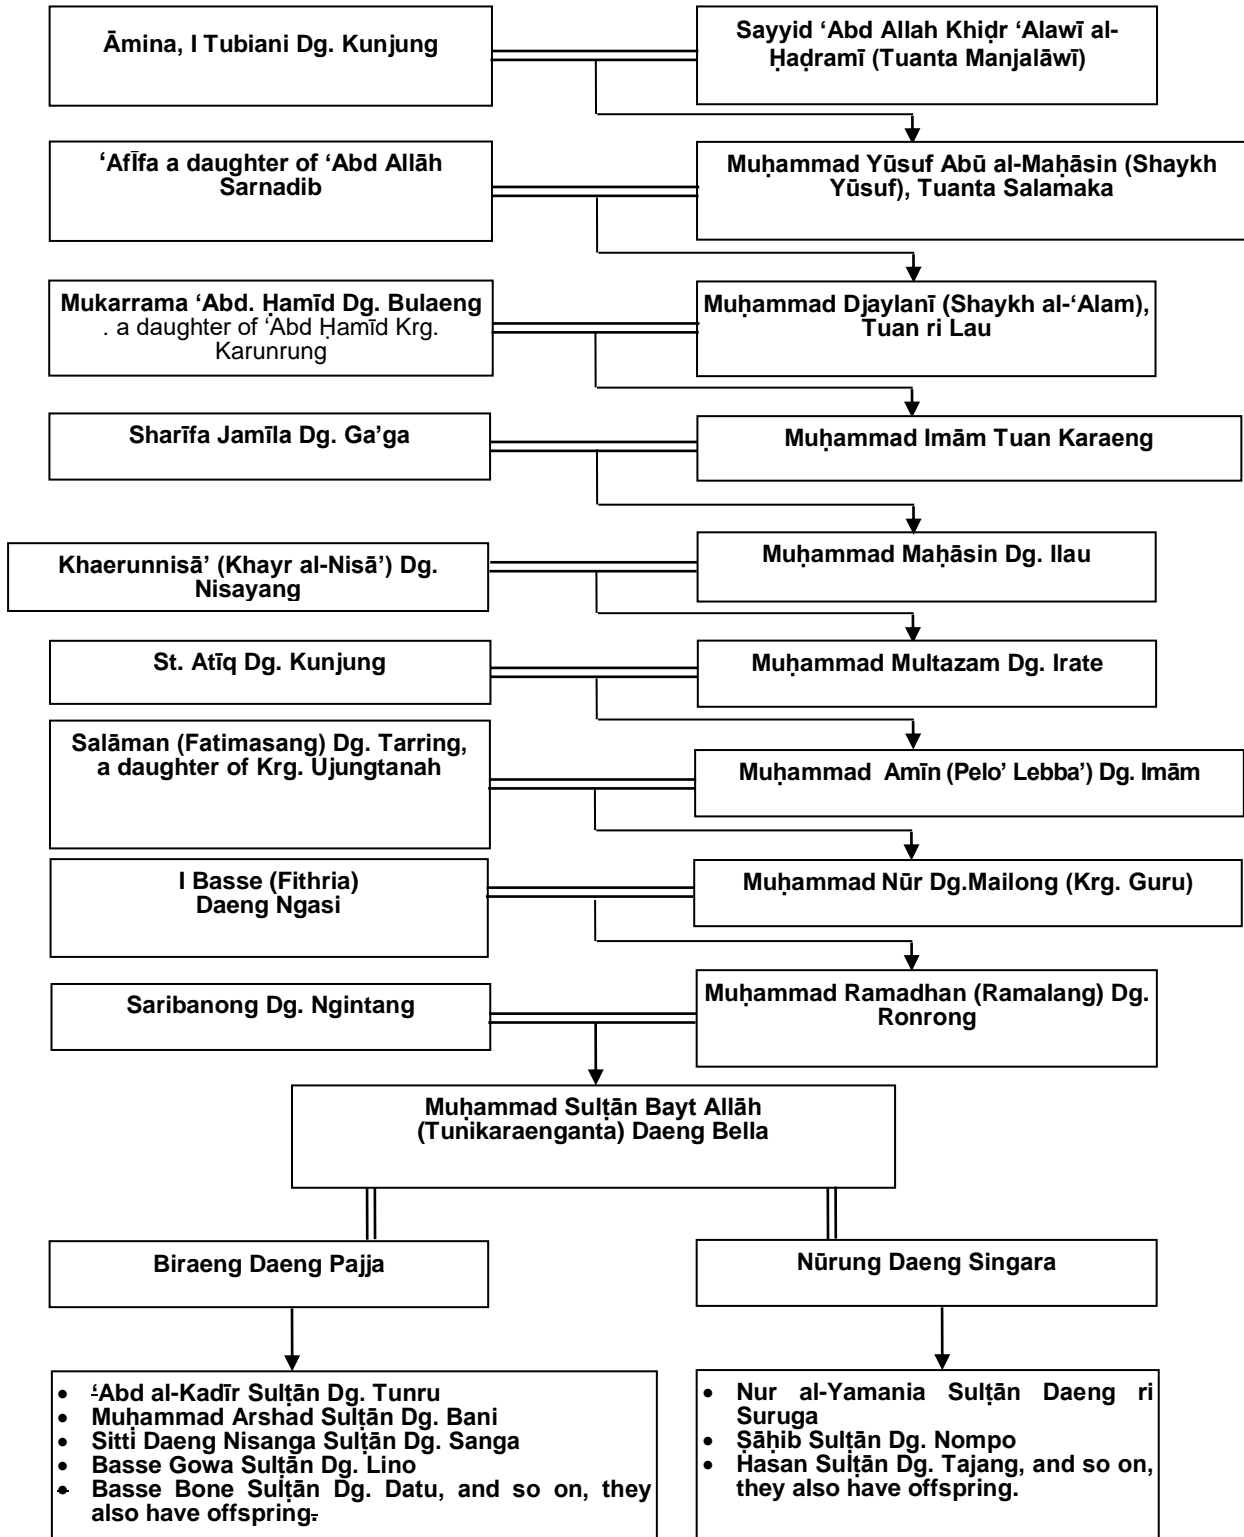 Āmina, I Tubiani Dg. Kunjung
Sayyid ‘Abd Allah Khiḍr ‘Alawī al-
Ḥaḍramī (Tuanta Manjalāwī)
‘Afīfa a daughter of ‘Abd Allāh
Sarnadib
Muḥammad Yūsuf Abū al-Maḥāsin (Shaykh
Yūsuf), Tuanta Salamaka
Mukarrama ‘Abd. Ḥamīd Dg. Bulaeng
. a daughter of ‘Abd Ḥamīd Krg.
Karunrung
Muḥammad Djaylanī (Shaykh al-‘Alam),
Tuan ri Lau
Sharīfa Jamīla Dg. Ga’ga
Muḥammad Imām Tuan Karaeng
Khaerunnisā’ (Khayr al-Nisā’) Dg.
Nisayang
Muḥammad Maḥāsin Dg. Ilau
St. Atīq Dg. Kunjung
Muḥammad Multazam Dg. Irate
Salāman (Fatimasang) Dg. Tarring,
a daughter of Krg. Ujungtanah
Muḥammad Amīn (Pelo’ Lebba’) Dg. Imām
I Basse (Fithria)
Daeng Ngasi
Muḥammad Nūr Dg.Mailong (Krg. Guru)
Saribanong Dg. Ngintang
Muḥammad Ramadhan (Ramalang) Dg.
Ronrong
Muḥammad Sulṭān Bayt Allāh
(Tunikaraenganta) Daeng Bella
Biraeng Daeng Pajja
Nūrung Daeng Singara
• ‘Abd al-Kadīr Sulṭān Dg. Tunru
• Muḥammad Arshad Sulṭān Dg. Bani
• Sitti Daeng Nisanga Sulṭān Dg. Sanga
• Basse Gowa Sulṭān Dg. Lino
• Basse Bone Sulṭān Dg. Datu, and so on, they
also have offspring.
• Nur al-Yamania Sulṭān Daeng ri
Suruga
• Ṣāḥib Sulṭān Dg. Nompo
• Hasan Sulṭān Dg. Tajang, and so on,
they also have offspring.